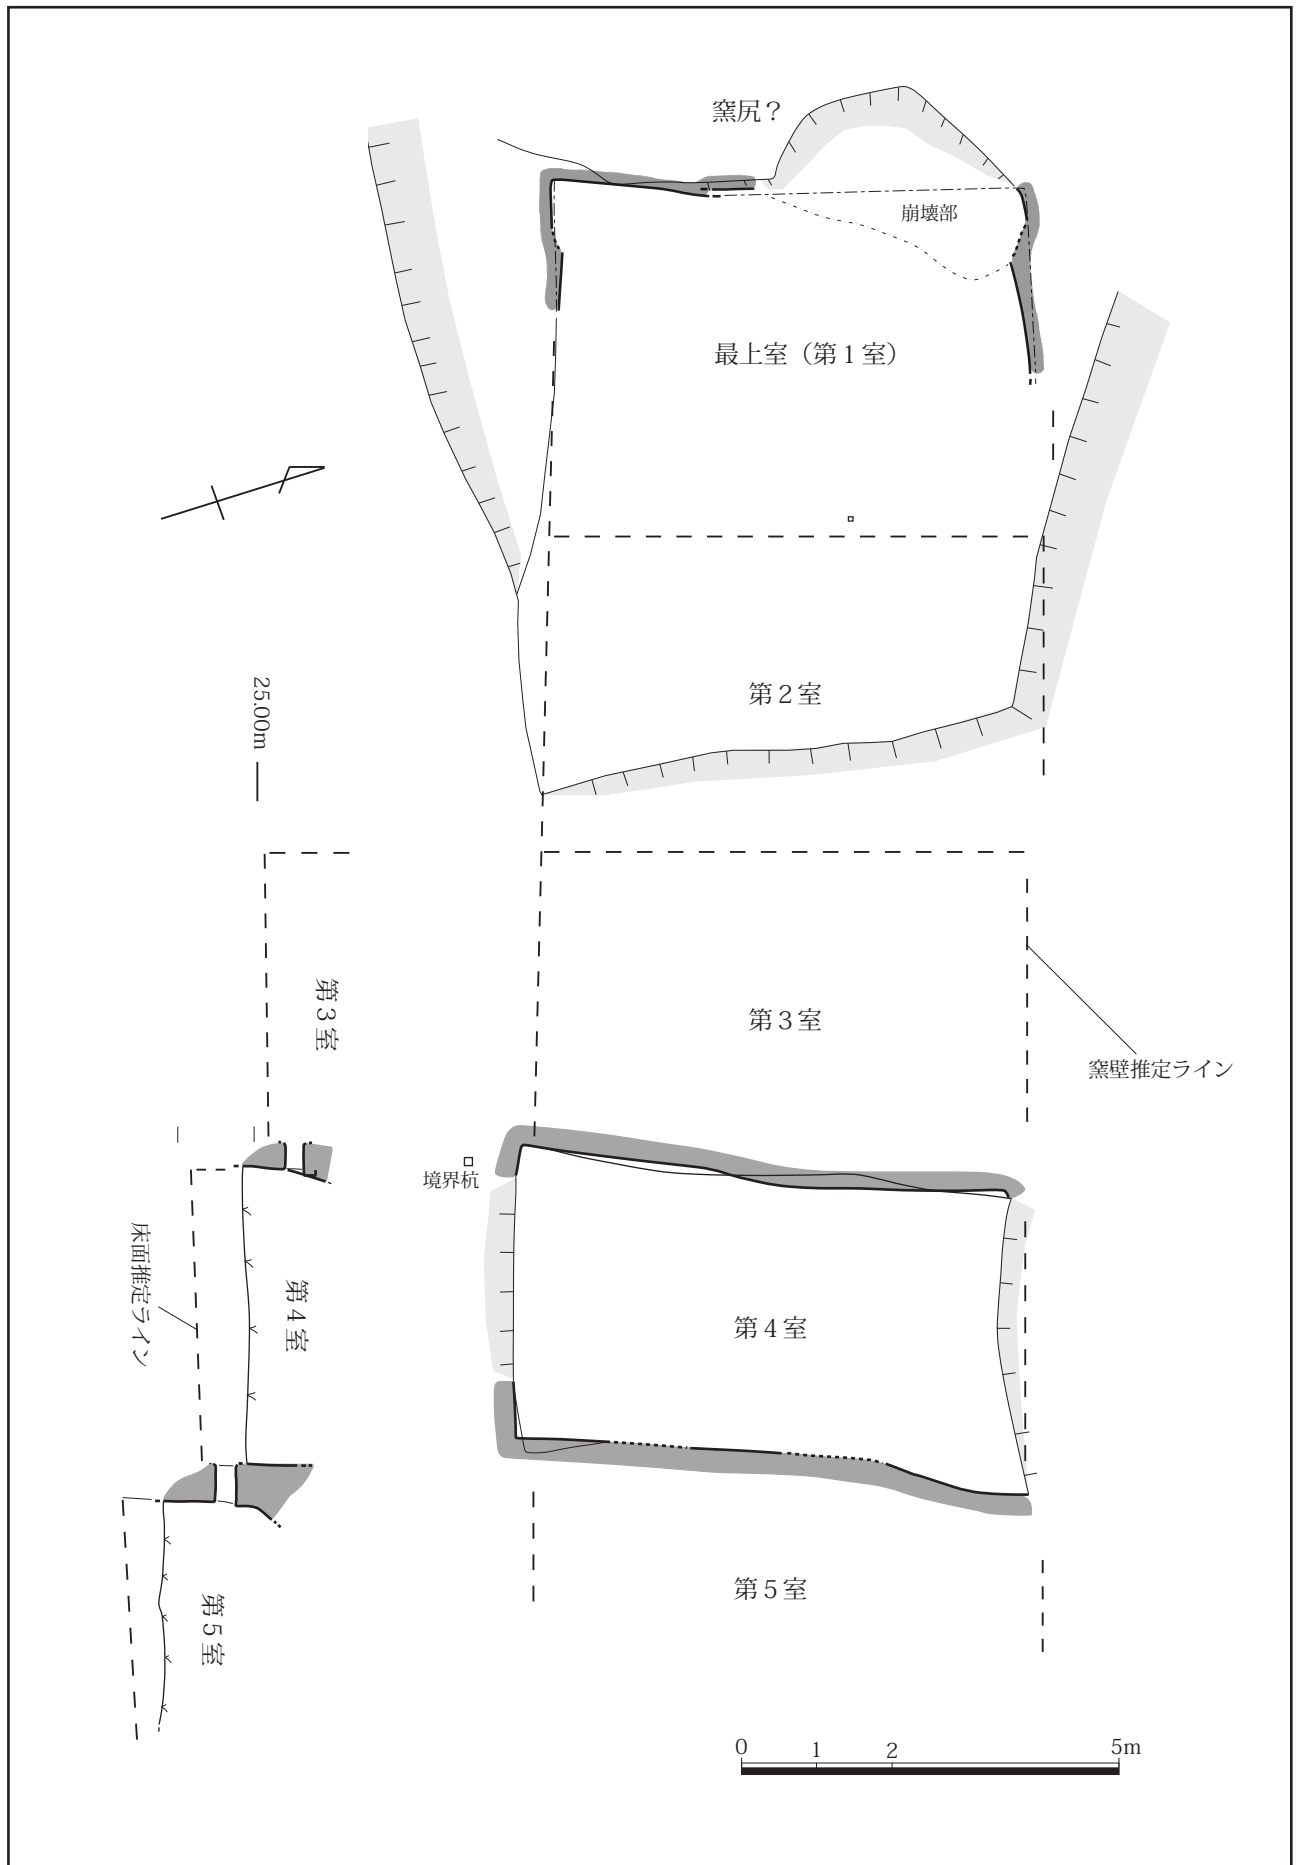 窯尻？
崩壊部
最上室（第１室）
第２室
25.00m
第３室
第３室
窯壁推定ライン
境界杭
床面推定ライン
第４室
第４室
第５室
第５室
0 1 2 5m